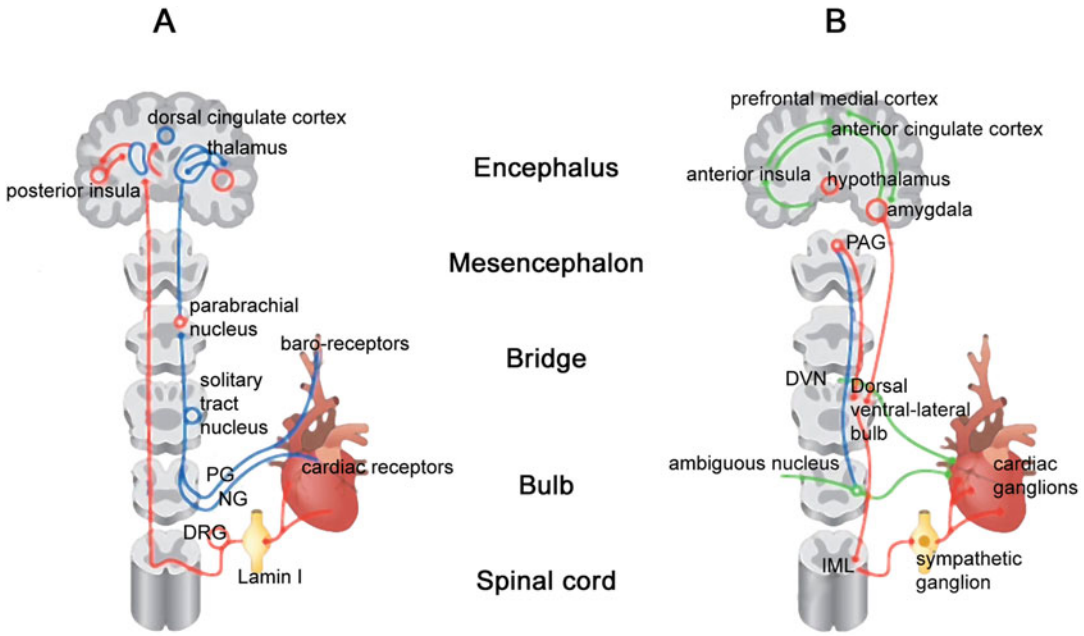 A
dorsal cingulate cortex
thalamus
posterior insula
parabrachial
nucleus
baro-receptors
solitary
tract
nucleus
PG
NG
cardiac receptors
DRG
Lamin I
Encephalus
Mesencephalon
Bridge
Bulb
Spinal cord
B
prefrontal medial cortex
anterior cingulate cortex
anterior insula
hypothalamus
amygdala
PAG
DVN
Dorsal
ventral-lateral
bulb
ambiguous nucleus
cardiac
ganglions
IML
sympathetic
ganglion